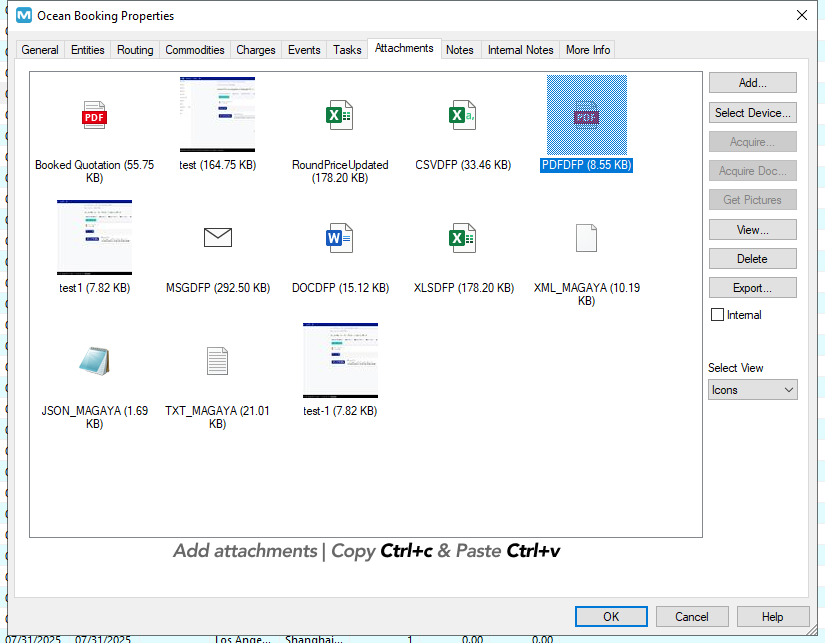 Ocean Booking Properties
General Entities Routing Commodities Charges Events Tasks Attachments Notes Internal Notes More Info
PDF
Booked Quotation (55.75
KB)
test (164.75 KB)
RoundPriceUpdated
(178.20 KB)
CSVDFP (33.46 KB)
PDF
PDFDFP (8.55 KB)
test1 (7.82 KB)
MSGDFP (292.50 KB)
DOCDFP (15.12 KB)
XLSDFP (178.20 KB)
XML_MAGAYA (10.19
KB)
JSON_MAGAYA (1.69
KB)
TXT_MAGAYA (21.01
KB)
test-1 (7.82 KB)
Add...
Select Device...
Acquire...
Acquire Doc...
Get Pictures
View...
Delete
Export...
Internal
Select View
Icons
Add attachments | Copy Ctrl+c & Paste Ctrl+v
OK Cancel Help
07/31/2025 07/31/2025 Los Ange... Shanghai... 1 0.00 0.00